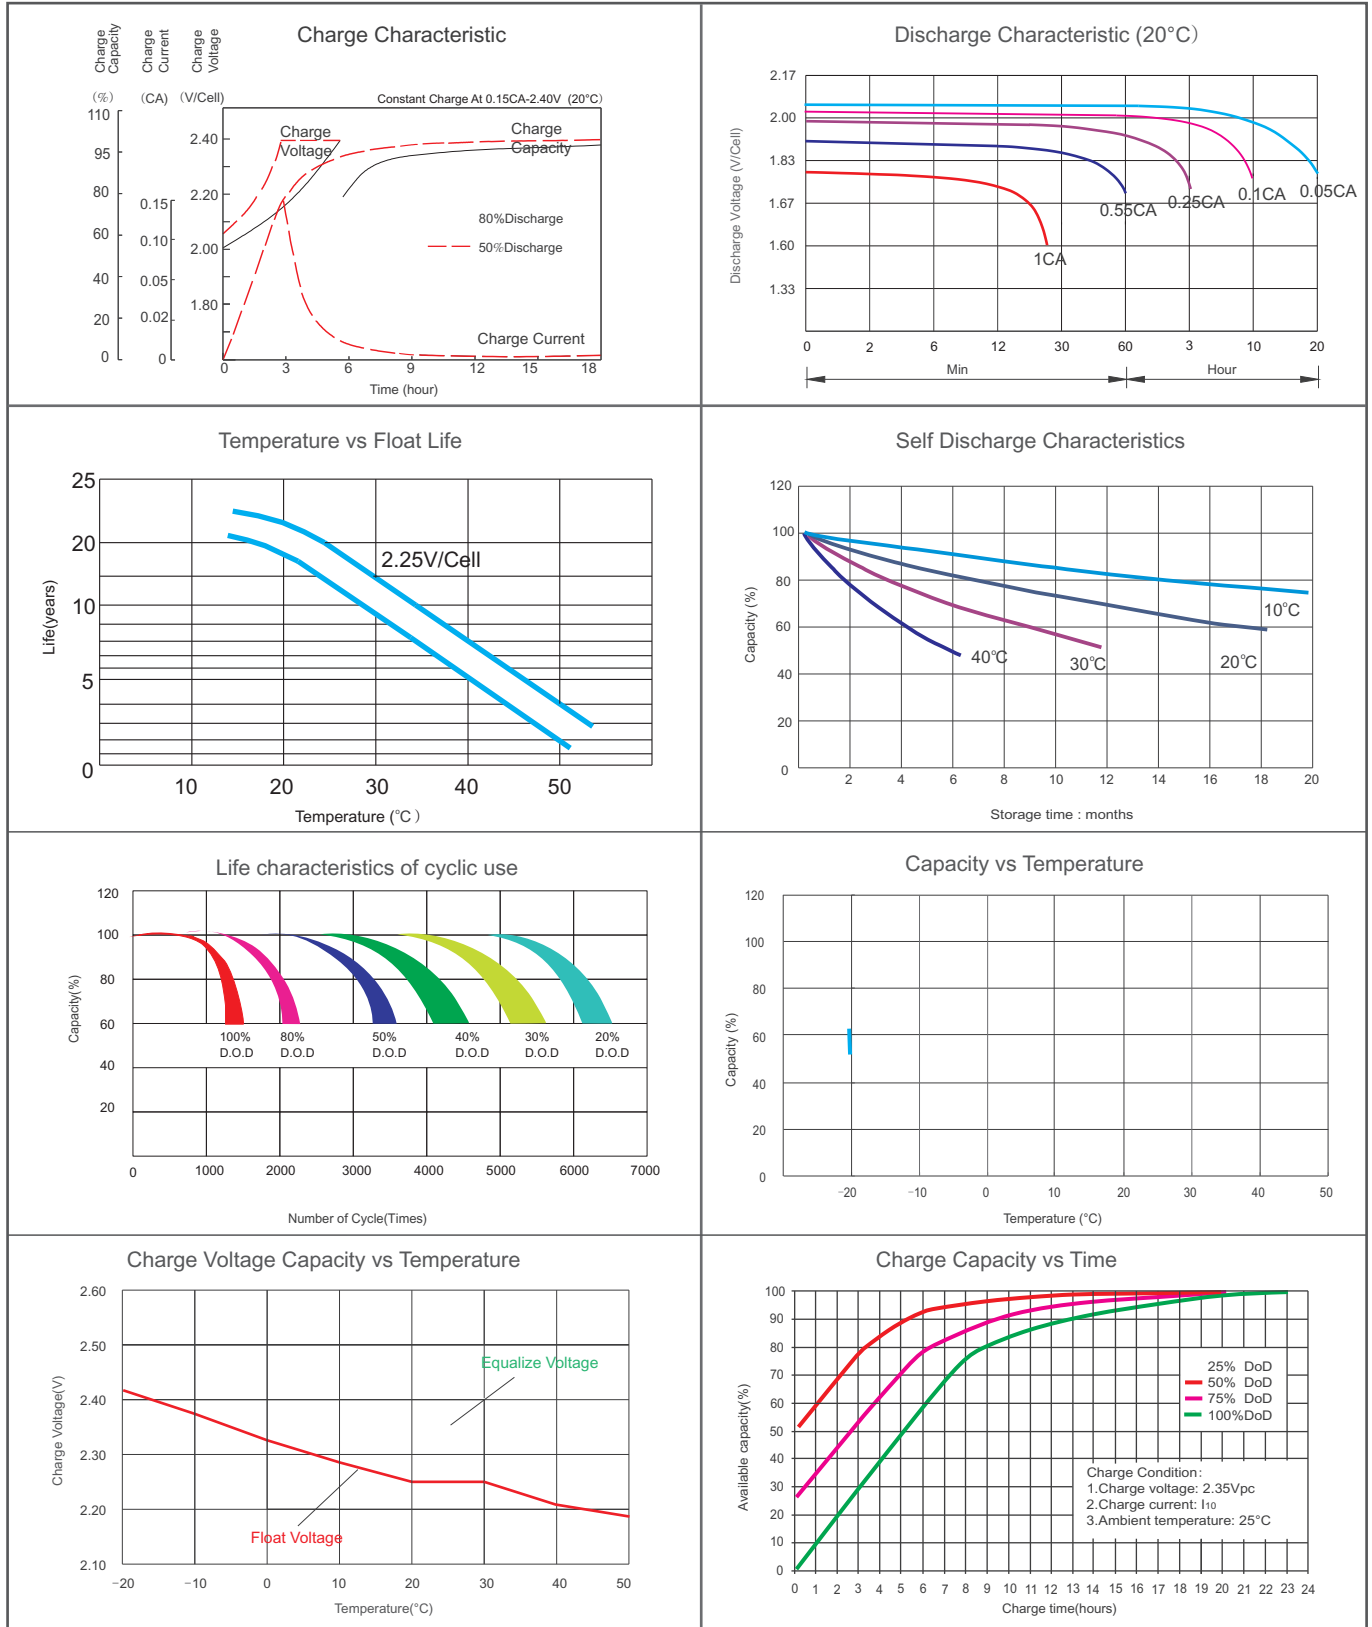 Charge Characteristic
Charge Capacity
Charge Current
Charge Voltage
(%) (CA) (V/Cell)
Constant Charge At 0.15CA-2.40V (20°C)
110
95
80
60
40
20
0
0.15
0.10
0.05
0.02
0
2.40
2.20
2.00
1.80
Charge
Voltage
Charge
Capacity
80%Discharge
50%Discharge
Charge Current
0 3 6 9 12 15 18
Time (hour)
Discharge Characteristic (20°C)
Discharge Voltage (V/Cell)
2.17
2.00
1.83
1.67
1.60
1.33
1CA
0.55CA
0.25CA
0.1CA
0.05CA
0 2 6 12 30 60 3 10 20
Min Hour
Temperature vs Float Life
Life(years)
25
20
10
5
0
2.25V/Cell
10 20 30 40 50
Temperature (°C)
Self Discharge Characteristics
Capacity (%)
120
100
80
60
40
20
0
40°C
30°C
20°C
10°C
2 4 6 8 10 12 14 16 18 20
Storage time : months
Life characteristics of cyclic use
Capacity(%)
120
100
80
60
40
20
100% 80% 50% 40% 30% 20%
D.O.D D.O.D D.O.D D.O.D D.O.D D.O.D
0 1000 2000 3000 4000 5000 6000 7000
Number of Cycle(Times)
Capacity vs Temperature
Capacity (%)
120
100
80
60
40
20
0
-20 -10 0 10 20 30 40 50
Temperature (°C)
Charge Voltage Capacity vs Temperature
Charge Voltage(V)
2.60
2.50
2.40
2.30
2.20
2.10
Equalize Voltage
Float Voltage
-20 -10 0 10 20 30 40 50
Temperature(°C)
Charge Capacity vs Time
Available capacity(%)
100
90
80
70
60
50
40
30
20
10
0
25% DoD
50% DoD
75% DoD
100%DoD
Charge Condition:
1.Charge voltage: 2.35Vpc
2.Charge current: I10
3.Ambient temperature: 25°C
0 1 2 3 4 5 6 7 8 9 10 11 12 13 14 15 16 17 18 19 20 21 22 23 24
Charge time(hours)